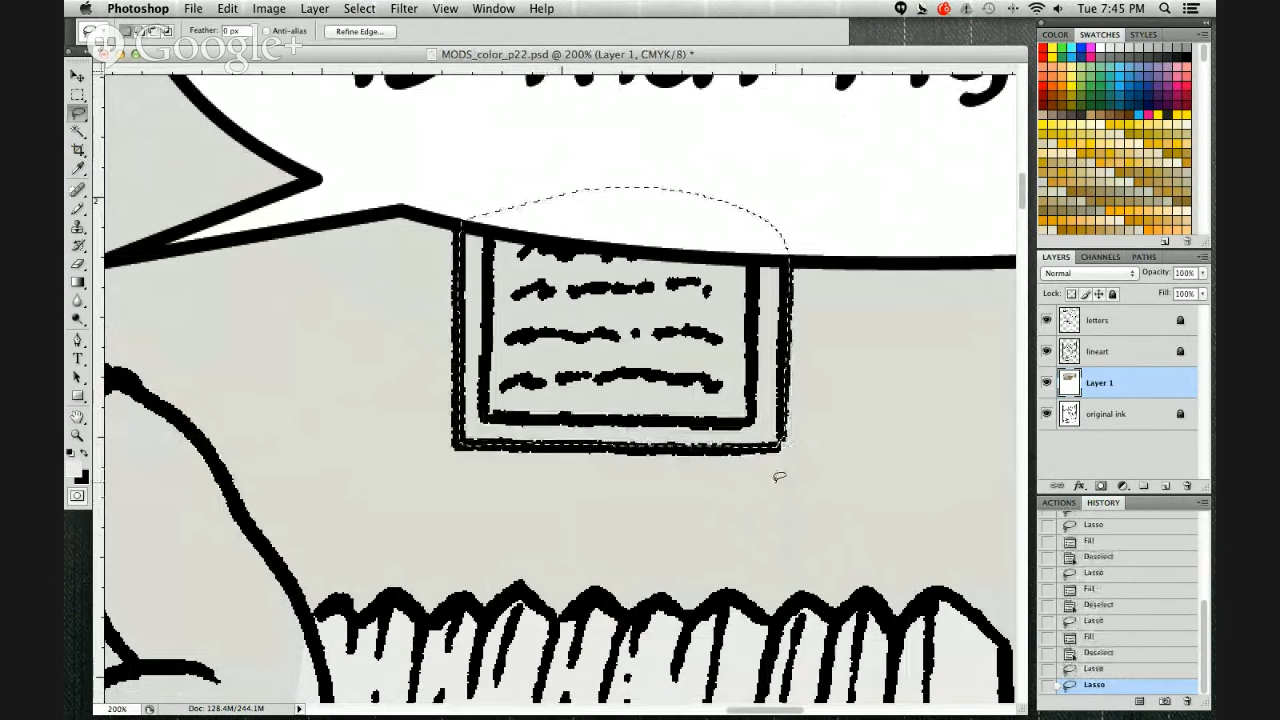 Photoshop File Edit Image Layer Select Filter View Window Help Tue 7:45 PM
Feather: 0 px Anti-alias Refine Edge...
Google+
MODS_color_p22.psd @ 200% (Layer 1, CMYK/8) *
COLOR SWATCHES STYLES
LAYERS CHANNELS PATHS
Normal Opacity: 100%
Lock: Fill: 100%
letters
lineart
Layer 1
original ink
ACTIONS HISTORY
Lasso
Fill
Deselect
Lasso
Fill
Deselect
Lasso
Fill
Deselect
Lasso
Lasso
200% Doc: 128.4M/244.1M